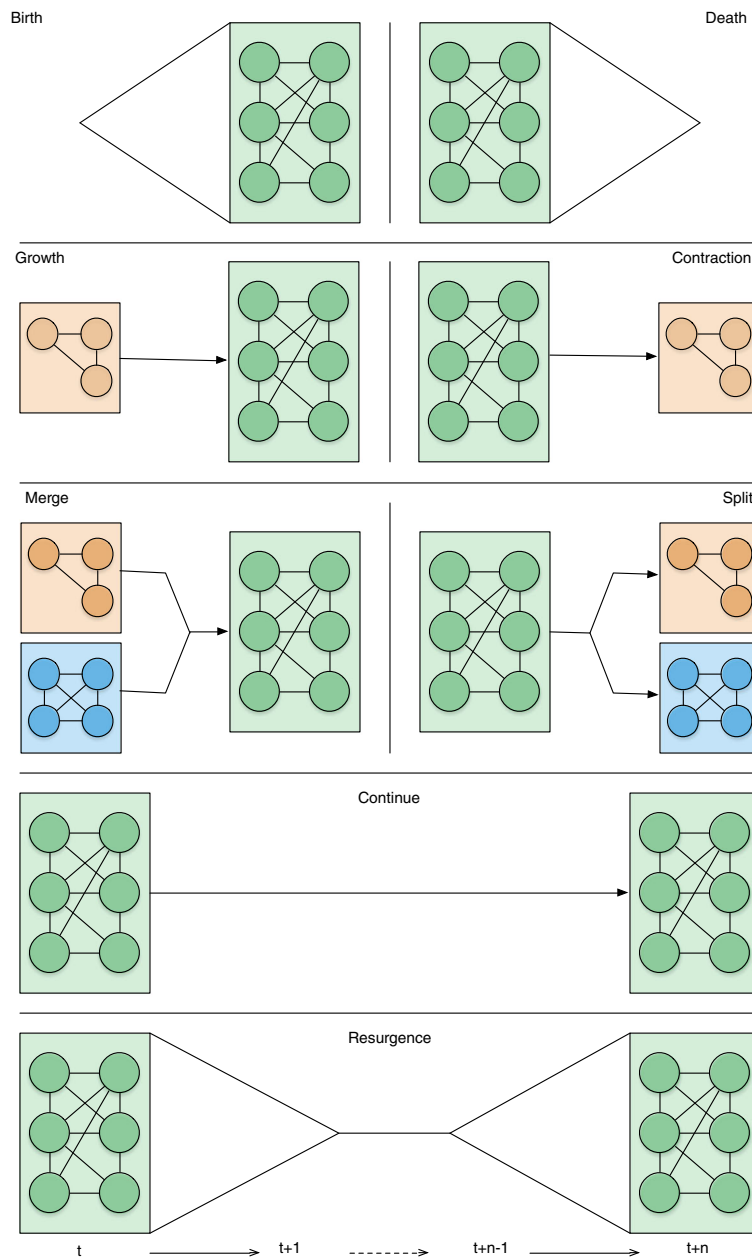 Birth
Death
Growth
Contraction
Merge
Split
Continue
Resurgence
t
t+1
t+n-1
t+n